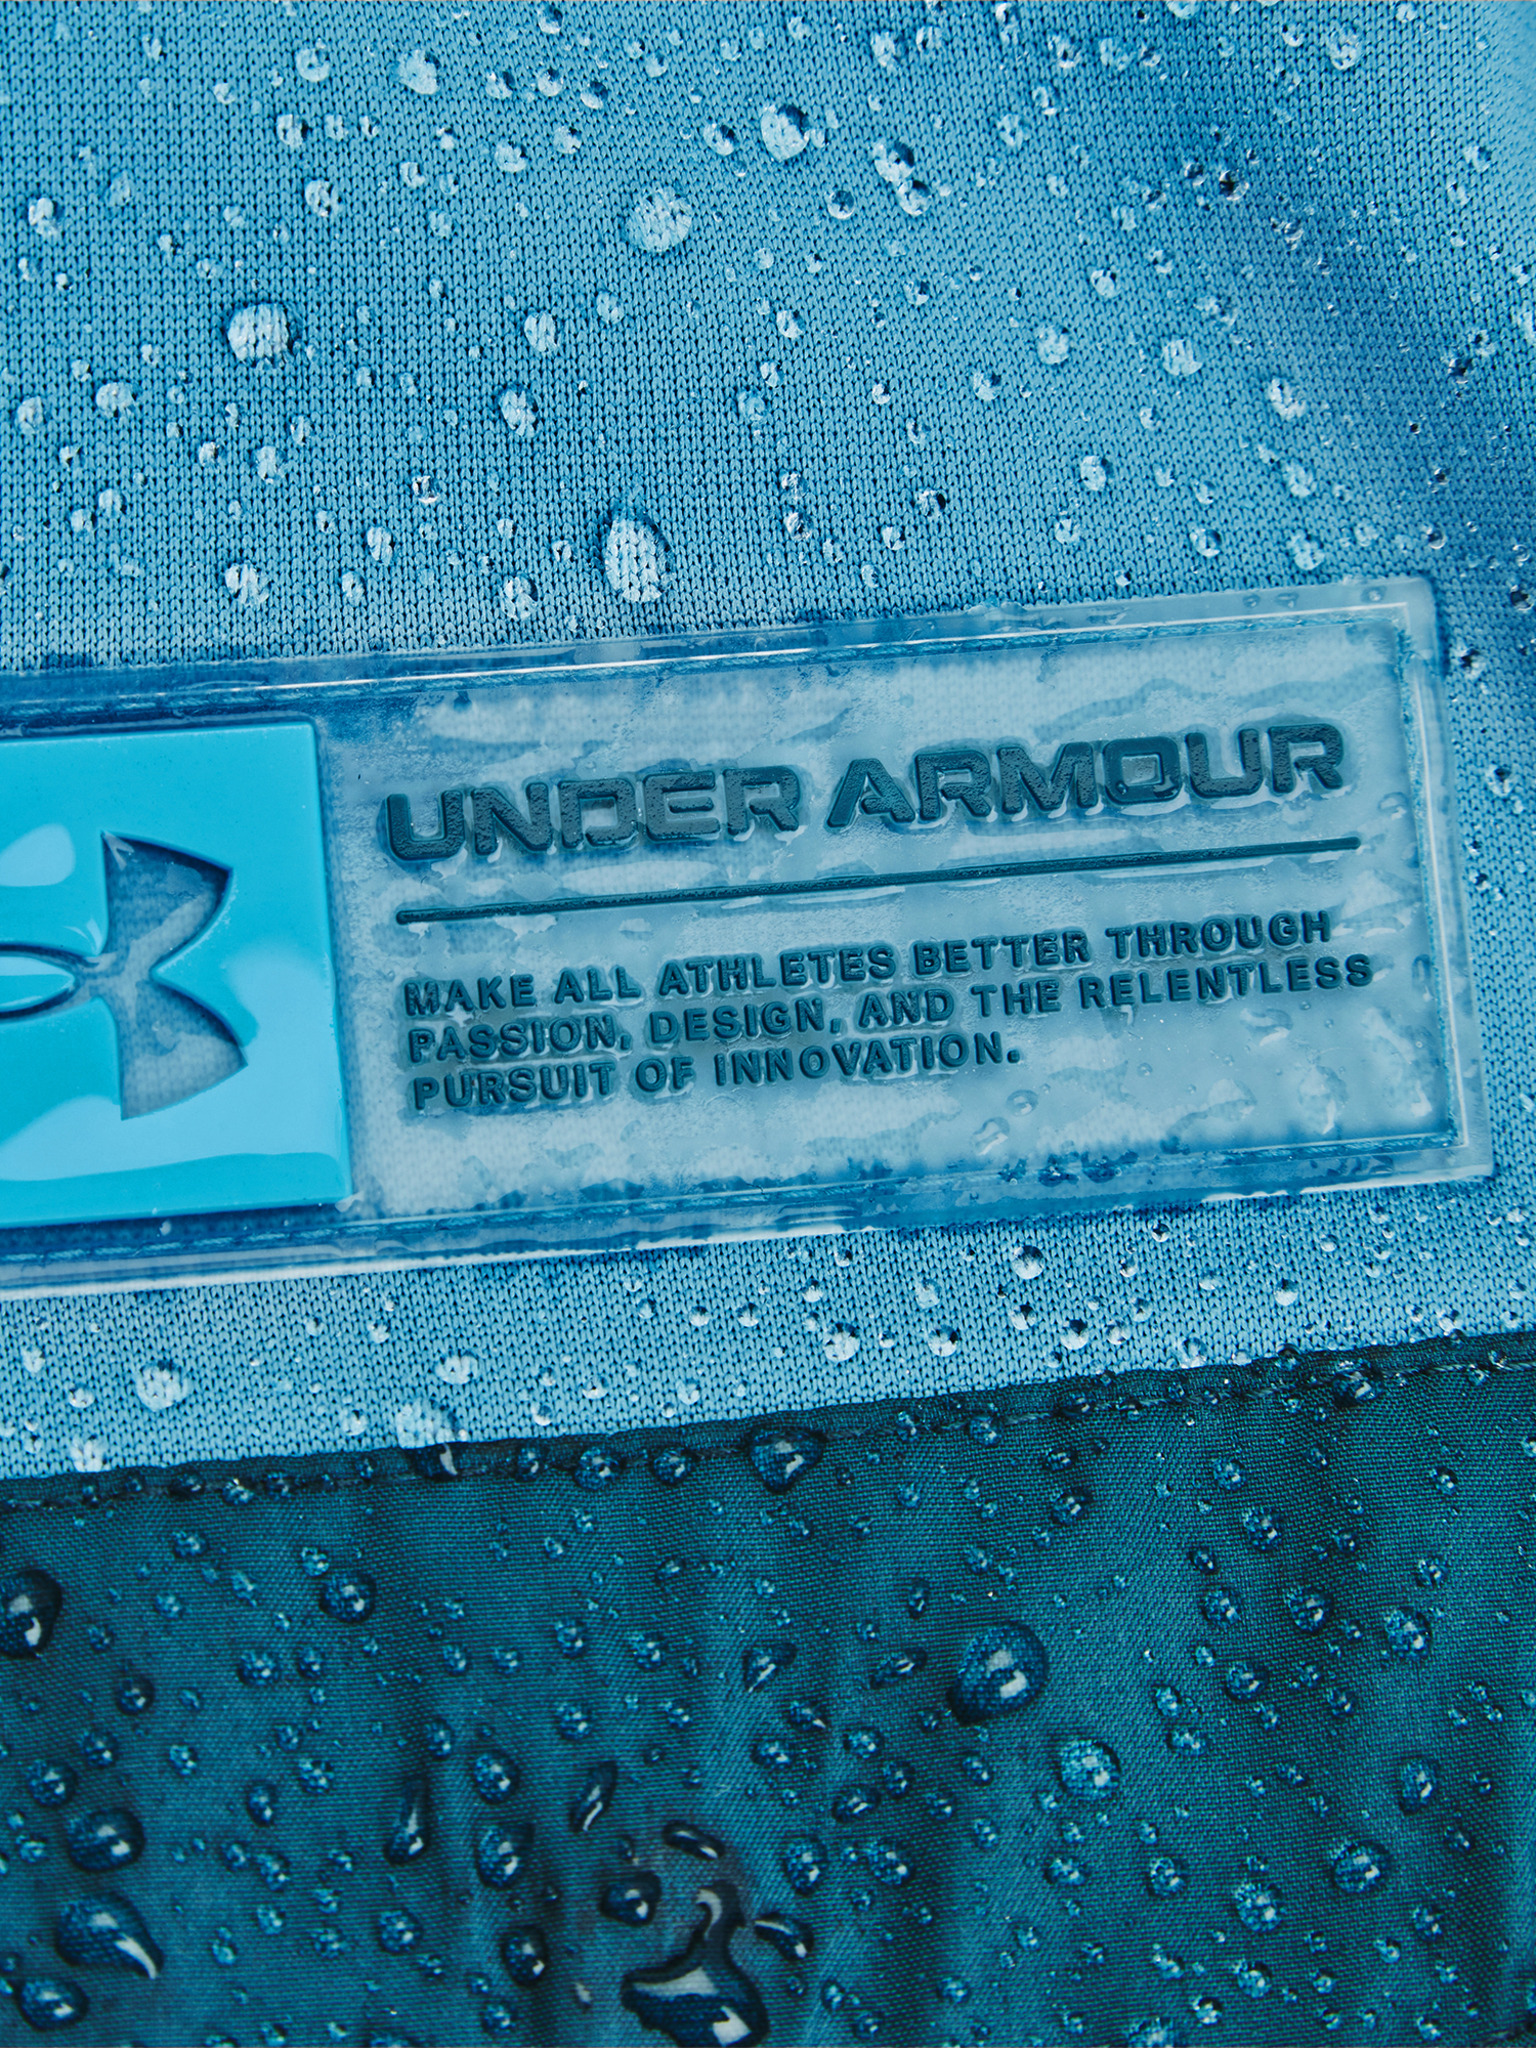 UNDER ARMOUR
MAKE ALL ATHLETES BETTER THROUGH
PASSION, DESIGN, AND THE RELENTLESS
PURSUIT OF INNOVATION.